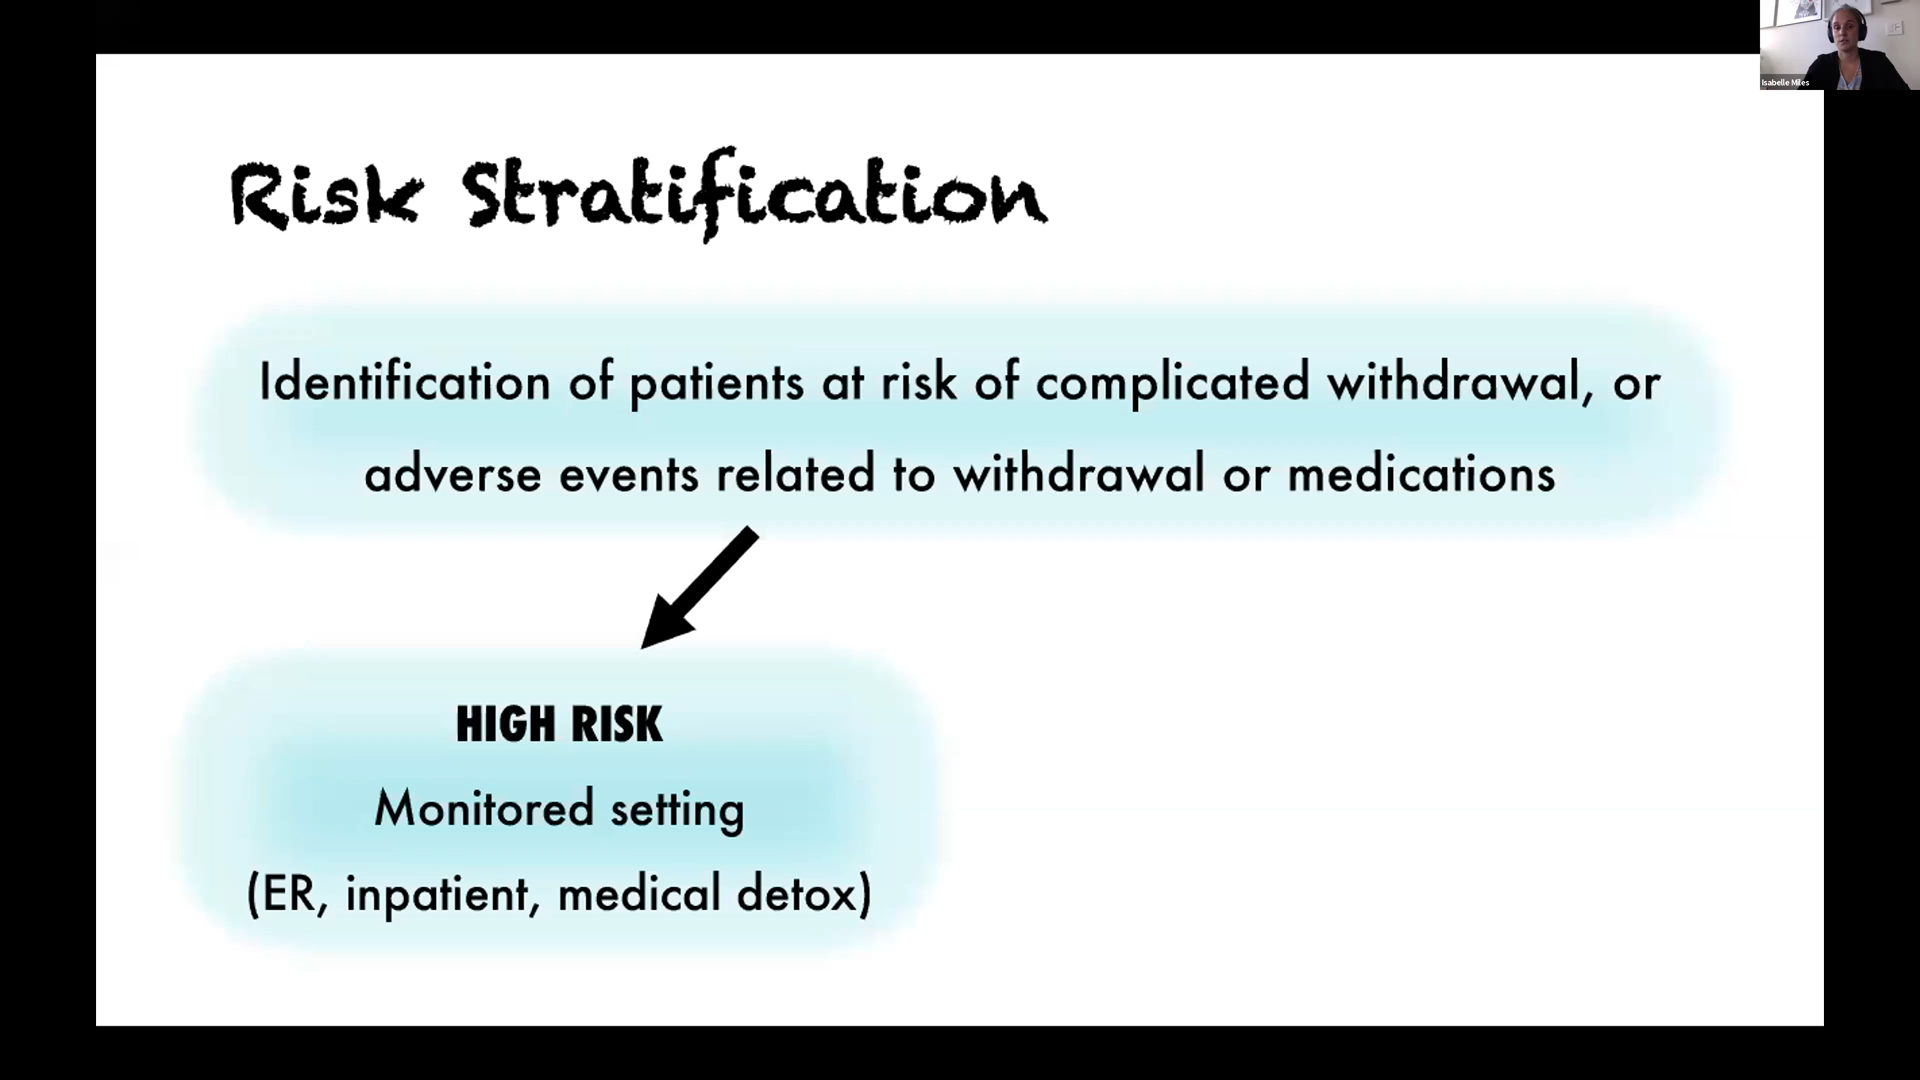 Isabelle Miles
Risk Stratification
Identification of patients at risk of complicated withdrawal, or
adverse events related to withdrawal or medications
HIGH RISK
Monitored setting
(ER, inpatient, medical detox)